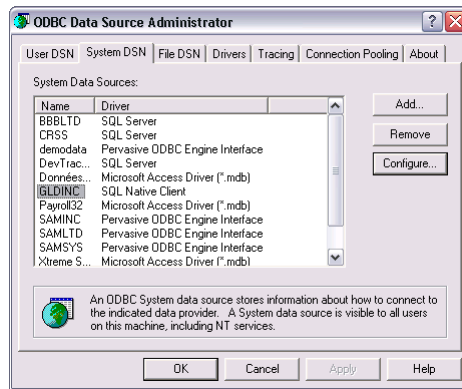 ODBC Data Source Administrator
User DSN System DSN File DSN Drivers Tracing Connection Pooling About
System Data Sources:
Name Driver
BBBLTD SQL Server
CRSS SQL Server
demodata Pervasive ODBC Engine Interface
DevTrac... SQL Server
Données... Microsoft Access Driver (*.mdb)
GLDINC SQL Native Client
Payroll32 Microsoft Access Driver (*.mdb)
SAMINC Pervasive ODBC Engine Interface
SAMLTD Pervasive ODBC Engine Interface
SAMSYS Pervasive ODBC Engine Interface
Xtreme S... Microsoft Access Driver (*.mdb)
Add...
Remove
Configure...
An ODBC System data source stores information about how to connect to
the indicated data provider. A System data source is visible to all users
on this machine, including NT services.
OK Cancel Apply Help